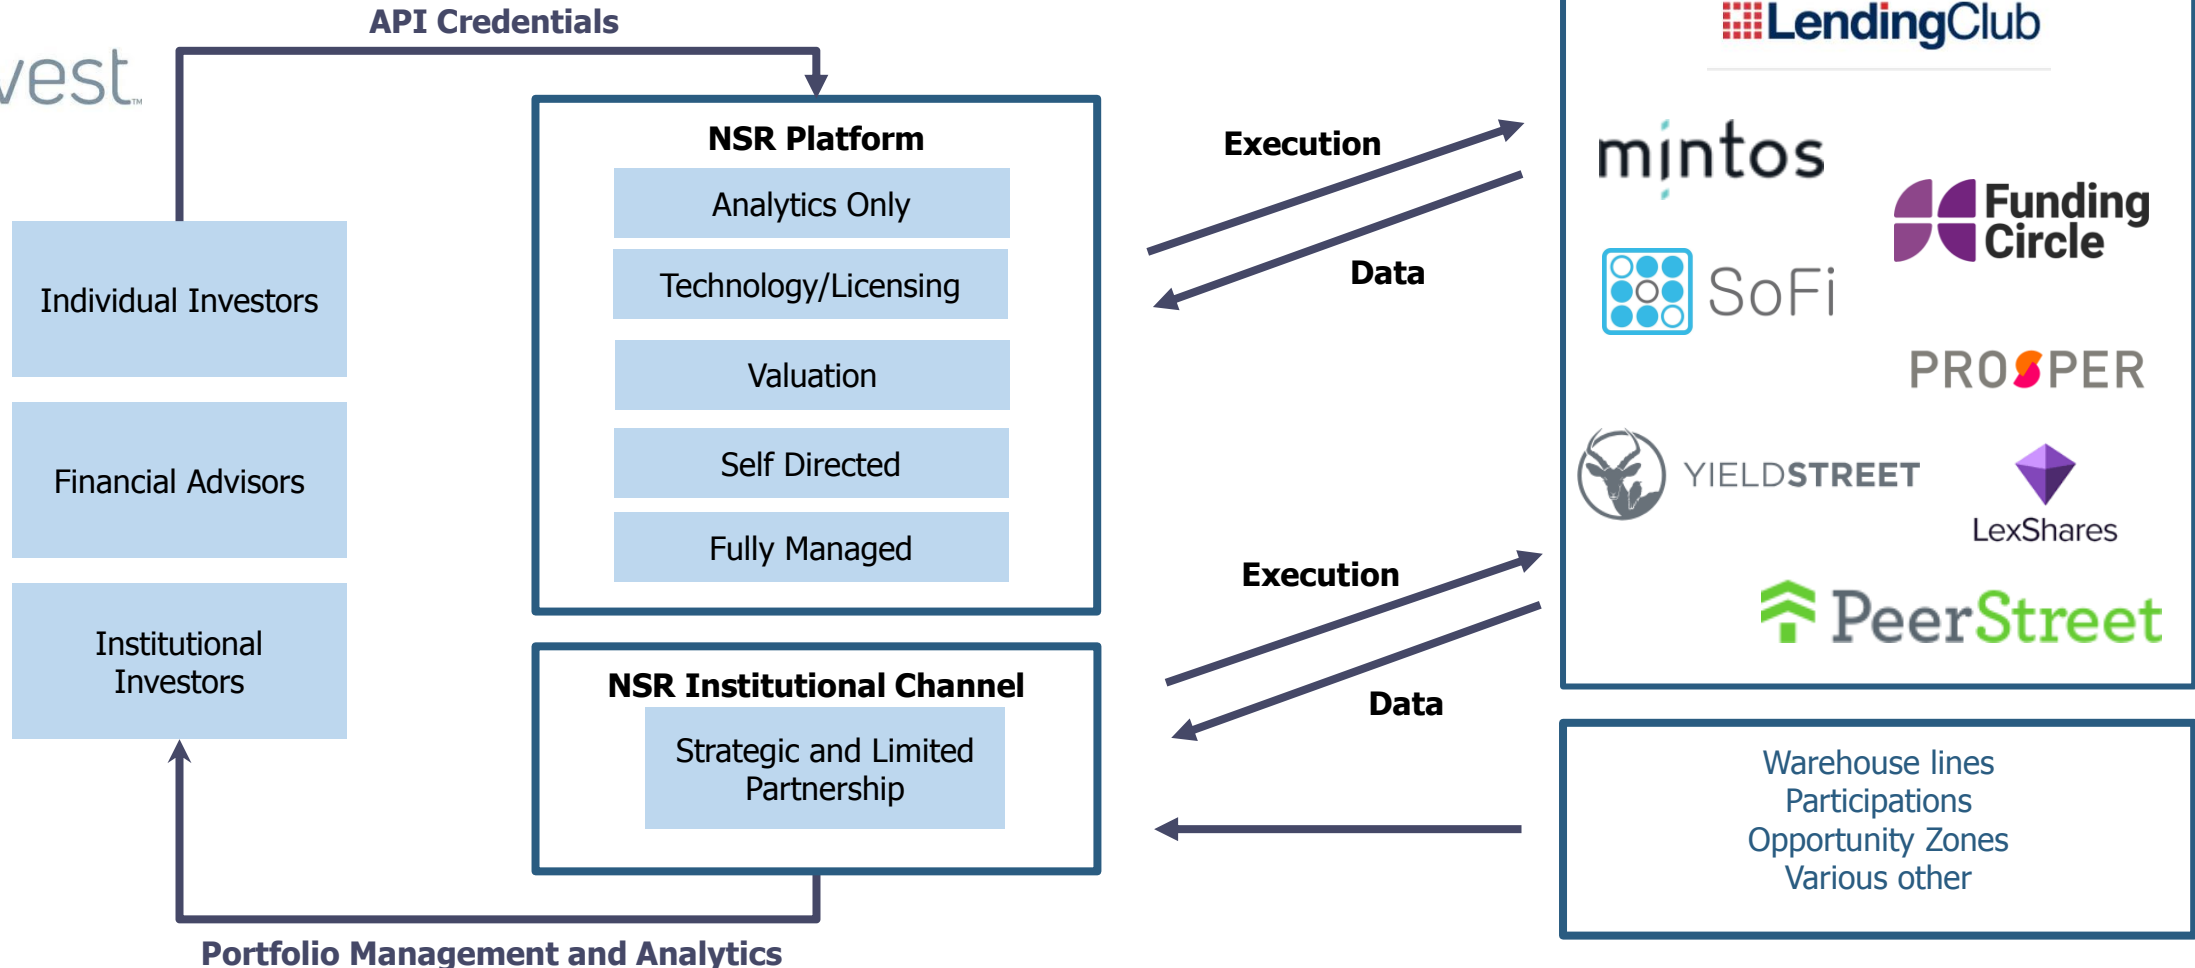 API Credentials
vest™
Individual Investors
Financial Advisors
Institutional
Investors
NSR Platform
Analytics Only
Technology/Licensing
Valuation
Self Directed
Fully Managed
NSR Institutional Channel
Strategic and Limited
Partnership
Portfolio Management and Analytics
Execution
Data
Execution
Data
LendingClub
mintos
Funding
Circle
SoFi
PROSPER
YIELDSTREET
LexShares
PeerStreet
Warehouse lines
Participations
Opportunity Zones
Various other